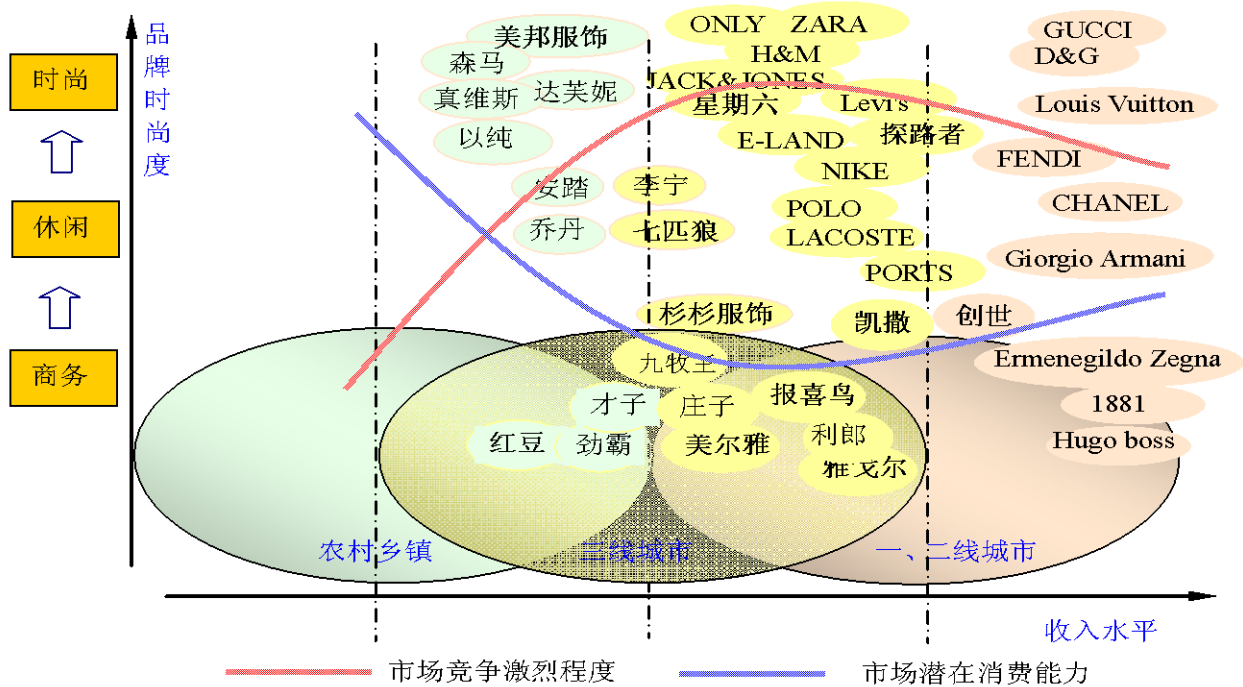 品牌时尚度
时尚
休闲
商务
美邦服饰
森马
真维斯
达芙妮
以纯
安踏
乔丹
李宁
七匹狼
ONLY
ZARA
H&M
JACK&JONES
星期六
Levi's
E-LAND
探路者
NIKE
POLO
LACOSTE
PORTS
GUCCI
D&G
Louis Vuitton
FENDI
CHANEL
Giorgio Armani
杉杉服饰
凯撒
创世
九牧王
Ermenegildo Zegna
才子
庄子
报喜鸟
1881
红豆
劲霸
美尔雅
利郎
Hugo boss
雅戈尔
农村乡镇
三线城市
一、二线城市
收入水平
市场竞争激烈程度
市场潜在消费能力